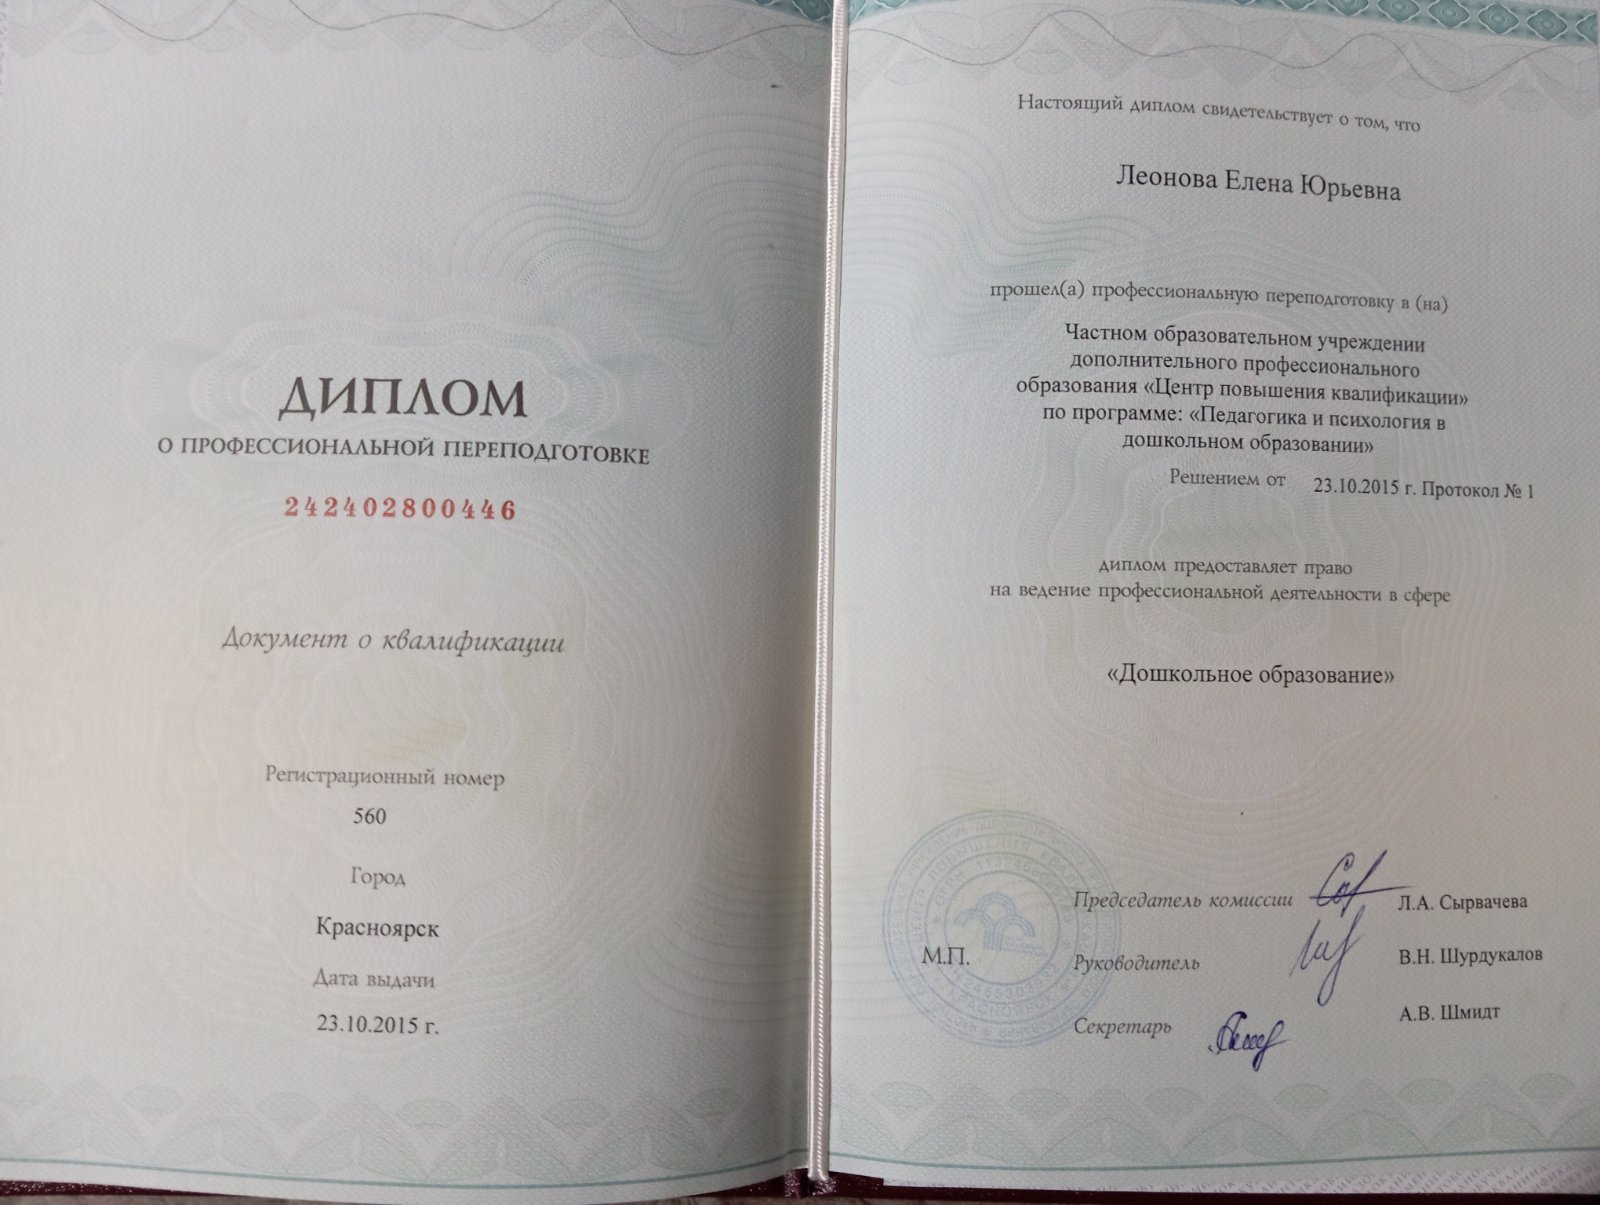 ДИПЛОМ
О ПРОФЕССИОНАЛЬНОЙ ПЕРЕПОДГОТОВКЕ
242402800446
Документ о квалификации
Регистрационный номер
560
Город
Красноярск
Дата выдачи
23.10.2015 г.
Настоящий диплом свидетельствует о том, что
Леонова Елена Юрьевна
прошел(а) профессиональную переподготовку в (на)
Частном образовательном учреждении
дополнительного профессионального
образования «Центр повышения квалификации»
по программе: «Педагогика и психология в
дошкольном образовании»
Решением от 23.10.2015 г. Протокол № 1
диплом предоставляет право
на ведение профессиональной деятельности в сфере
«Дошкольное образование»
Председатель комиссии Л.А. Сырвачева
М.П.
Руководитель В.Н. Шурдукалов
Секретарь А.В. Шмидт